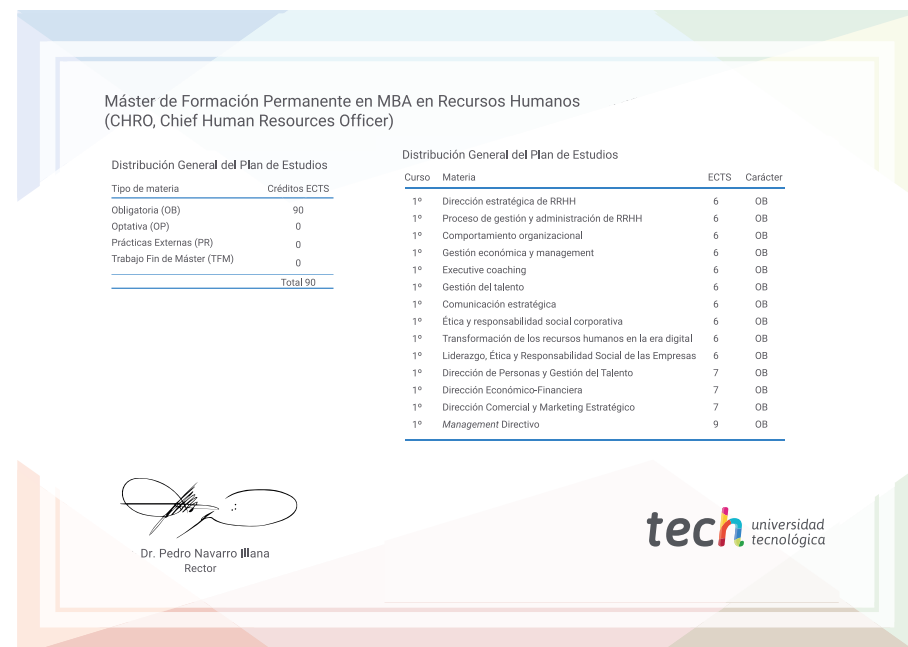 Máster de Formación Permanente en MBA en Recursos Humanos
(CHRO, Chief Human Resources Officer)
Distribución General del Plan de Estudios
Tipo de materia Créditos ECTS
Obligatoria (OB) 90
Optativa (OP) 0
Prácticas Externas (PR) 0
Trabajo Fin de Máster (TFM) 0
Total 90
Distribución General del Plan de Estudios
Curso Materia ECTS Carácter
1º Dirección estratégica de RRHH 6 OB
1º Proceso de gestión y administración de RRHH 6 OB
1º Comportamiento organizacional 6 OB
1º Gestión económica y management 6 OB
1º Executive coaching 6 OB
1º Gestión del talento 6 OB
1º Comunicación estratégica 6 OB
1º Ética y responsabilidad social corporativa 6 OB
1º Transformación de los recursos humanos en la era digital 6 OB
1º Liderazgo, Ética y Responsabilidad Social de las Empresas 6 OB
1º Dirección de Personas y Gestión del Talento 7 OB
1º Dirección Económico-Financiera 7 OB
1º Dirección Comercial y Marketing Estratégico 7 OB
1º Management Directivo 9 OB
Dr. Pedro Navarro Illana
Rector
tech universidad
tecnológica